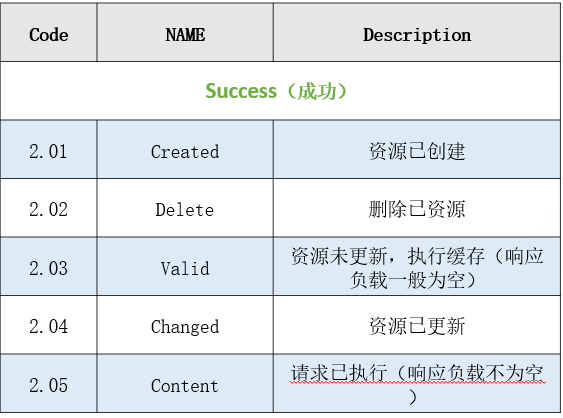 Code NAME Description
Success（成功）
2.01 Created 资源已创建
2.02 Delete 删除已资源
2.03 Valid 资源未更新，执行缓存（响应
负载一般为空）
2.04 Changed 资源已更新
2.05 Content 请求已执行（响应负载不为空
）